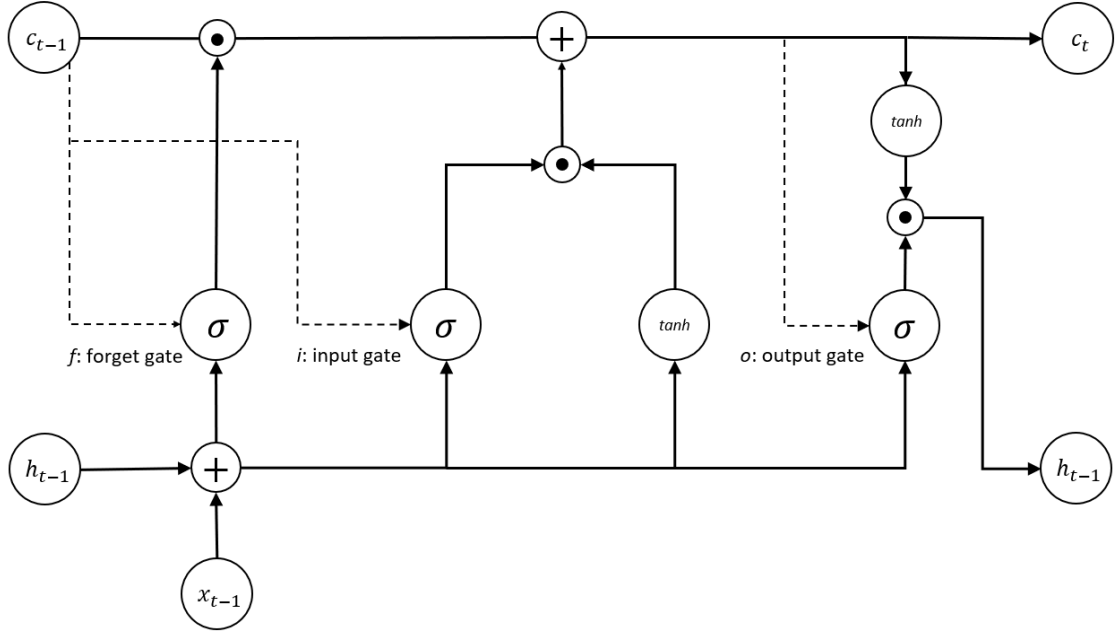 c_{t−1}
+
c_t
tanh
σ
f: forget gate
σ
i: input gate
tanh
σ
o: output gate
h_{t−1}
+
h_{t−1}
x_{t−1}